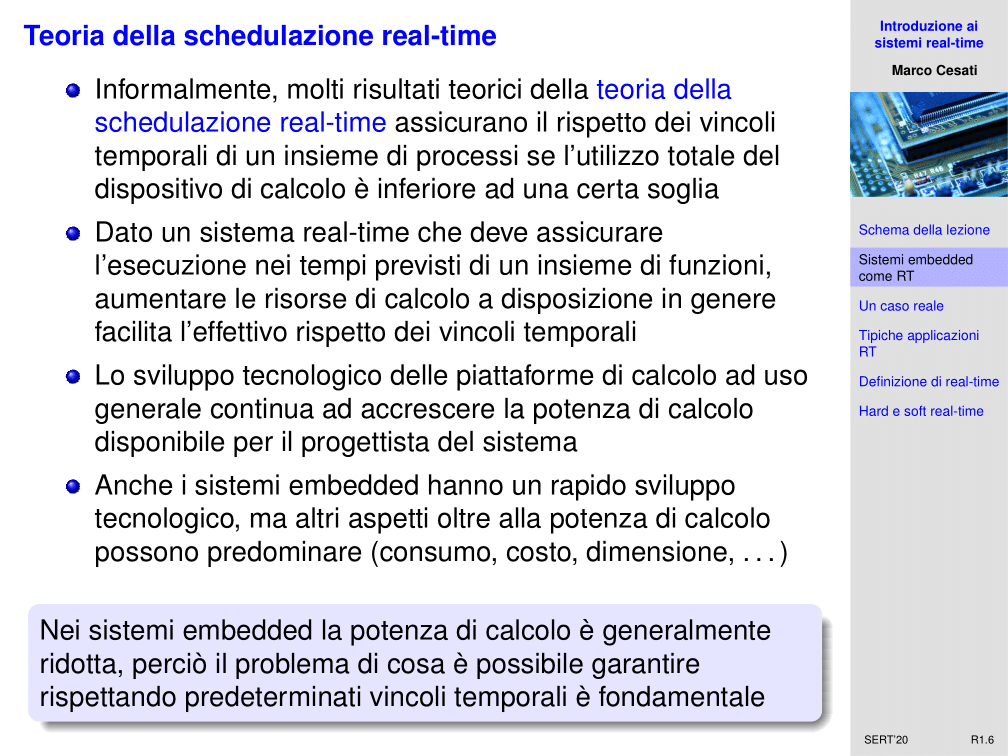 Teoria della schedulazione real-time
Informalmente, molti risultati teorici della teoria della
schedulazione real-time assicurano il rispetto dei vincoli
temporali di un insieme di processi se l'utilizzo totale del
dispositivo di calcolo è inferiore ad una certa soglia
Dato un sistema real-time che deve assicurare
l'esecuzione nei tempi previsti di un insieme di funzioni,
aumentare le risorse di calcolo a disposizione in genere
facilita l'effettivo rispetto dei vincoli temporali
Lo sviluppo tecnologico delle piattaforme di calcolo ad uso
generale continua ad accrescere la potenza di calcolo
disponibile per il progettista del sistema
Anche i sistemi embedded hanno un rapido sviluppo
tecnologico, ma altri aspetti oltre alla potenza di calcolo
possono predominare (consumo, costo, dimensione, . . . )
Nei sistemi embedded la potenza di calcolo è generalmente
ridotta, perciò il problema di cosa è possibile garantire
rispettando predeterminati vincoli temporali è fondamentale
Introduzione ai
sistemi real-time
Marco Cesati
R47 R46
Schema della lezione
Sistemi embedded
come RT
Un caso reale
Tipiche applicazioni
RT
Definizione di real-time
Hard e soft real-time
SERT'20 R1.6